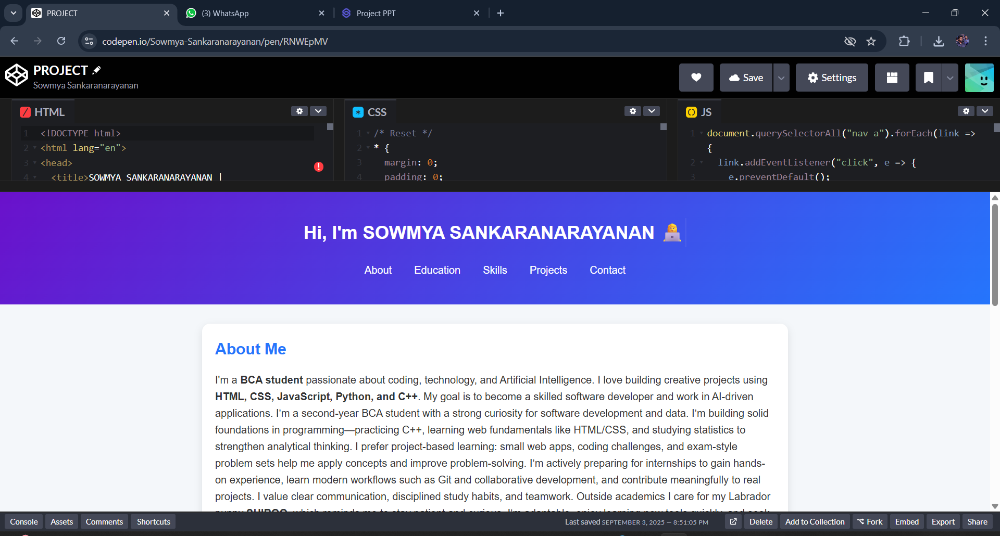 PROJECT
(3) WhatsApp
Project PPT
codepen.io/Sowmya-Sankaranarayanan/pen/RNWEpMV
PROJECT
Sowmya Sankaranarayanan
Save
Settings
HTML
1 <!DOCTYPE html>
2 <html lang="en">
3 <head>
4 <title>SOWMYA SANKARANARAYANAN |
CSS
1 /* Reset */
2 * {
3 margin: 0;
4 padding: 0;
JS
1 document.querySelectorAll("nav a").forEach(link =>
{
2 link.addEventListener("click", e => {
3 e.preventDefault();
Hi, I'm SOWMYA SANKARANARAYANAN
About Education Skills Projects Contact
About Me
I'm a BCA student passionate about coding, technology, and Artificial Intelligence. I love building creative projects using
HTML, CSS, JavaScript, Python, and C++. My goal is to become a skilled software developer and work in AI-driven
applications. I’m a second-year BCA student with a strong curiosity for software development and data. I’m building solid
foundations in programming—practicing C++, learning web fundamentals like HTML/CSS, and studying statistics to
strengthen analytical thinking. I prefer project-based learning: small web apps, coding challenges, and exam-style
problem sets help me apply concepts and improve problem-solving. I’m actively preparing for internships to gain hands-
on experience, learn modern workflows such as Git and collaborative development, and contribute meaningfully to real
projects. I value clear communication, disciplined study habits, and teamwork. Outside academics I care for my Labrador
Console Assets Comments Shortcuts
Last saved SEPTEMBER 3, 2025 — 8:51:05 PM
Delete Add to Collection Fork Embed Export Share